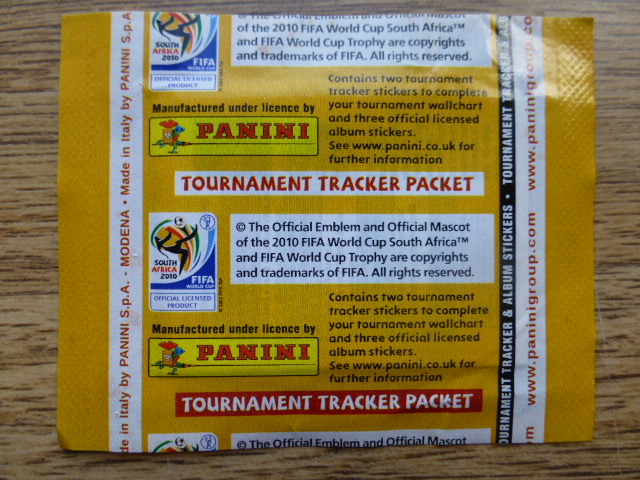 © The Official Emblem and Official Mascot
of the 2010 FIFA World Cup South Africa™
and FIFA World Cup Trophy are copyrights
and trademarks of FIFA. All rights reserved.
SOUTH
AFRICA
2010
FIFA
WORLD CUP
OFFICIAL LICENSED
PRODUCT
Manufactured under licence by
PANINI
Contains two tournament
tracker stickers to complete
your tournament wallchart
and three official licensed
album stickers.
See www.panini.co.uk for
further information
TOURNAMENT TRACKER PACKET
© The Official Emblem and Official Mascot
of the 2010 FIFA World Cup South Africa™
and FIFA World Cup Trophy are copyrights
and trademarks of FIFA. All rights reserved.
SOUTH
AFRICA
2010
FIFA
WORLD CUP
OFFICIAL LICENSED
PRODUCT
Manufactured under licence by
PANINI
Contains two tournament
tracker stickers to complete
your tournament wallchart
and three official licensed
album stickers.
See www.panini.co.uk for
further information
TOURNAMENT TRACKER PACKET
© The Official Emblem and Official Mascot
de in Italy by PANINI S.p.A. - MODENA • Made in Italy by PANINI S.p.A.
OURNAMENT TRACKER & ALBUM STICKERS • TOURNAMENT TRACKER & ALB
www.paninigroup.com www.paninigroup.co